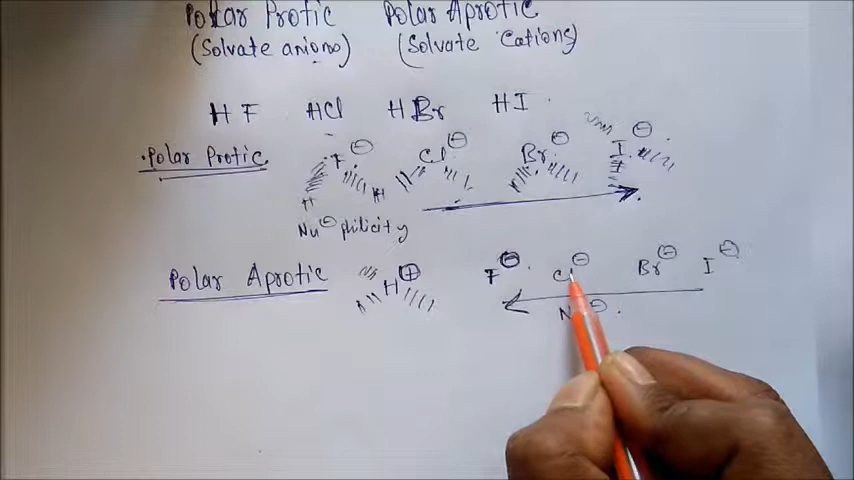 Polar Protic Polar Aprotic
(Solvate anions) (Solvate Cations)
HF HCl HBr HI
Polar Protic F⊖ Cl⊖ Br⊖ I⊖
H H H
Nu⊖philicity
Polar Aprotic H⊕ F⊖ Cl⊖ Br⊖ I⊖